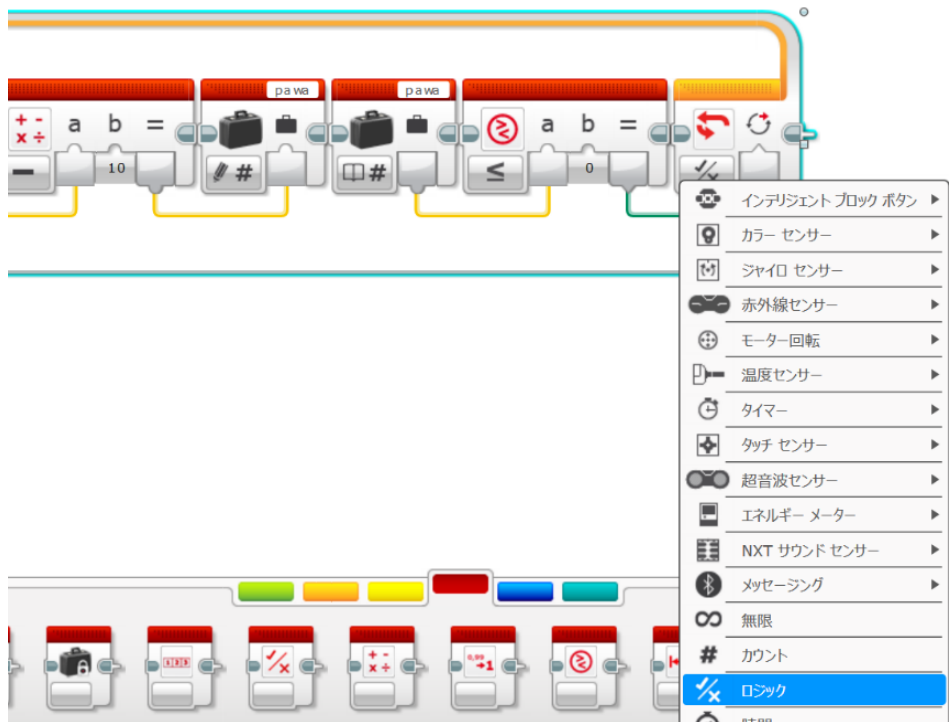 pawa pawa
a b = a b =
10 # # ≤ 0
インテリジェント ブロック ボタン
カラー センサー
ジャイロ センサー
赤外線センサー
モーター回転
温度センサー
タイマー
タッチ センサー
超音波センサー
エネルギー メーター
NXT サウンド センサー
メッセージング
無限
# カウント
ロジック
時間